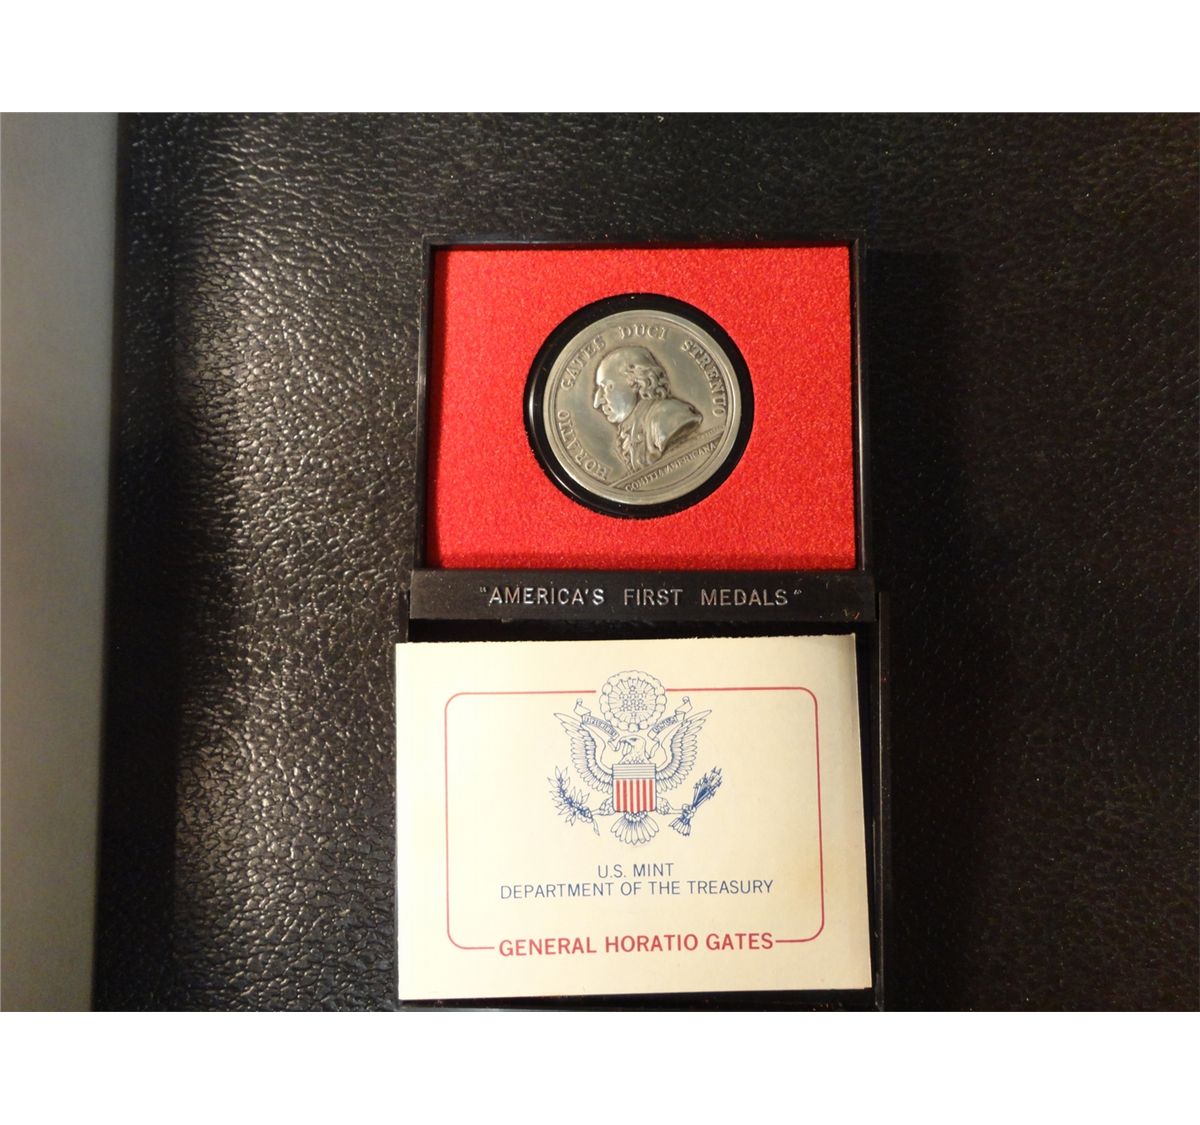 HORATIO GATES DUCI STRENUO
COMITIA AMERICANA
"AMERICA'S FIRST MEDALS"
U.S. MINT
DEPARTMENT OF THE TREASURY
GENERAL HORATIO GATES